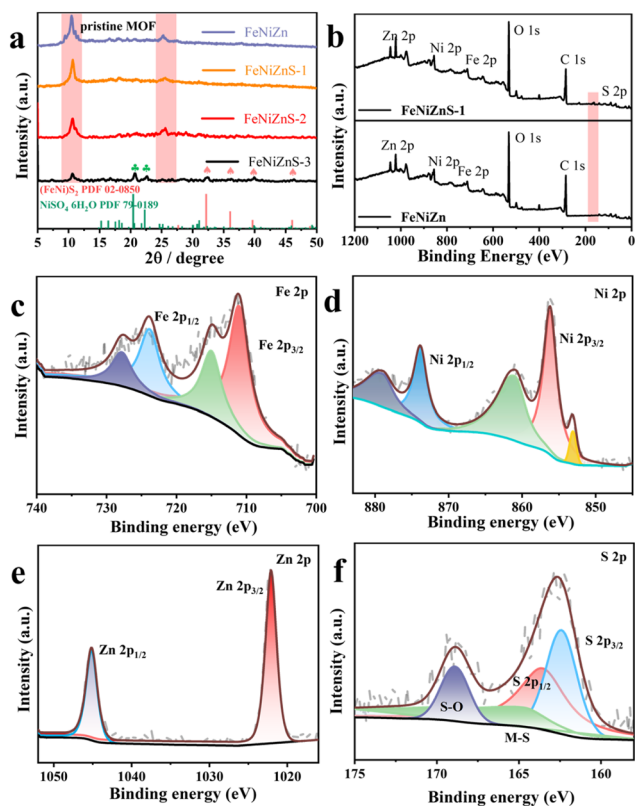 a
pristine MOF
FeNiZn
FeNiZnS-1
FeNiZnS-2
FeNiZnS-3
(FeNi)S2 PDF 02-0850
NiSO4 6H2O PDF 79-0189
Intensity (a.u.)
5 10 15 20 25 30 35 40 45 50
2θ / degree
b
Zn 2p
Ni 2p
Fe 2p
O 1s
C 1s
S 2p
FeNiZnS-1
Zn 2p
Ni 2p
Fe 2p
O 1s
C 1s
FeNiZn
Intensity (a.u.)
1200 1000 800 600 400 200 0
Binding Energy (eV)
c
Fe 2p
Fe 2p1/2
Fe 2p3/2
Intensity (a.u.)
740 730 720 710 700
Binding energy (eV)
d
Ni 2p
Ni 2p3/2
Ni 2p1/2
Intensity (a.u.)
880 870 860 850
Binding energy (eV)
e
Zn 2p
Zn 2p3/2
Zn 2p1/2
Intensity (a.u.)
1050 1040 1030 1020
Binding energy (eV)
f
S 2p
S 2p3/2
S 2p1/2
S-O
M-S
Intensity (a.u.)
175 170 165 160
Binding energy (eV)